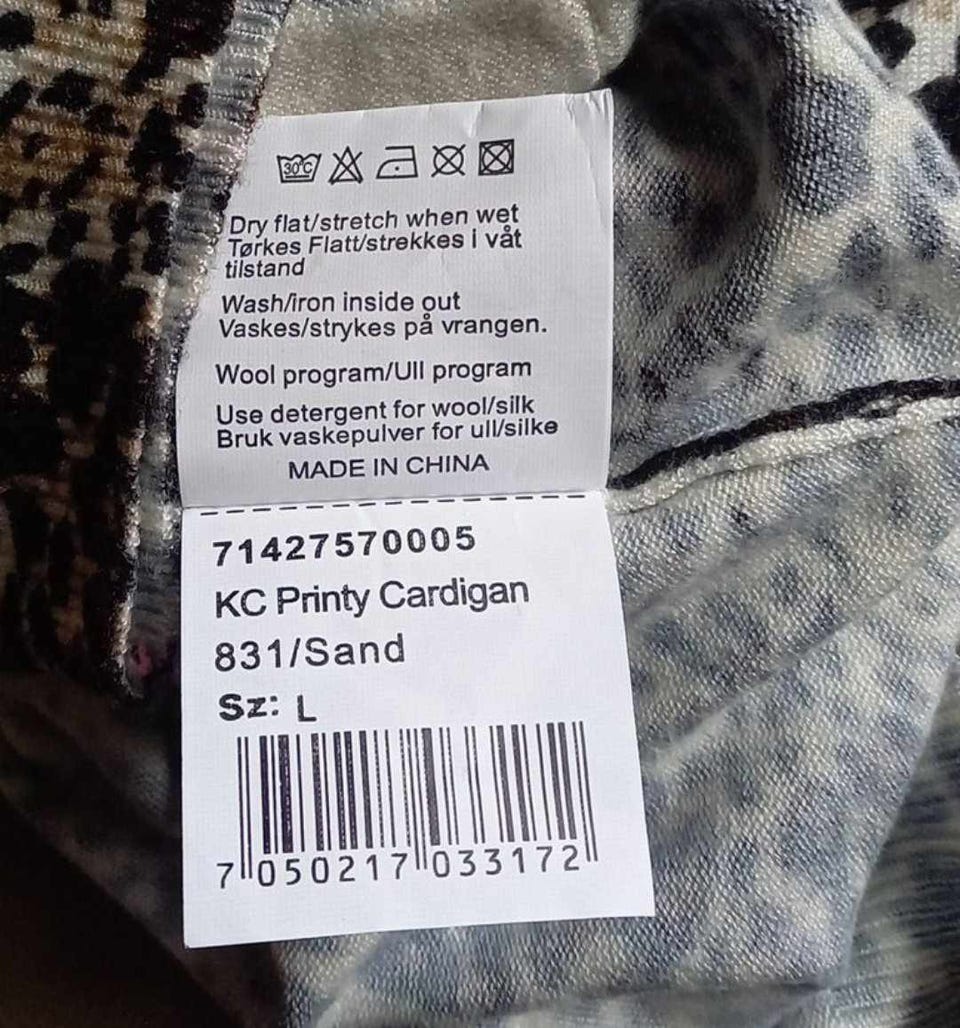 30°C
Dry flat/stretch when wet
Tørkes Flatt/strekkes i våt
tilstand
Wash/iron inside out
Vaskes/strykes på vrangen.
Wool program/Ull program
Use detergent for wool/silk
Bruk vaskepulver for ull/silke
MADE IN CHINA
71427570005
KC Printy Cardigan
831/Sand
Sz: L
7 050217 033172